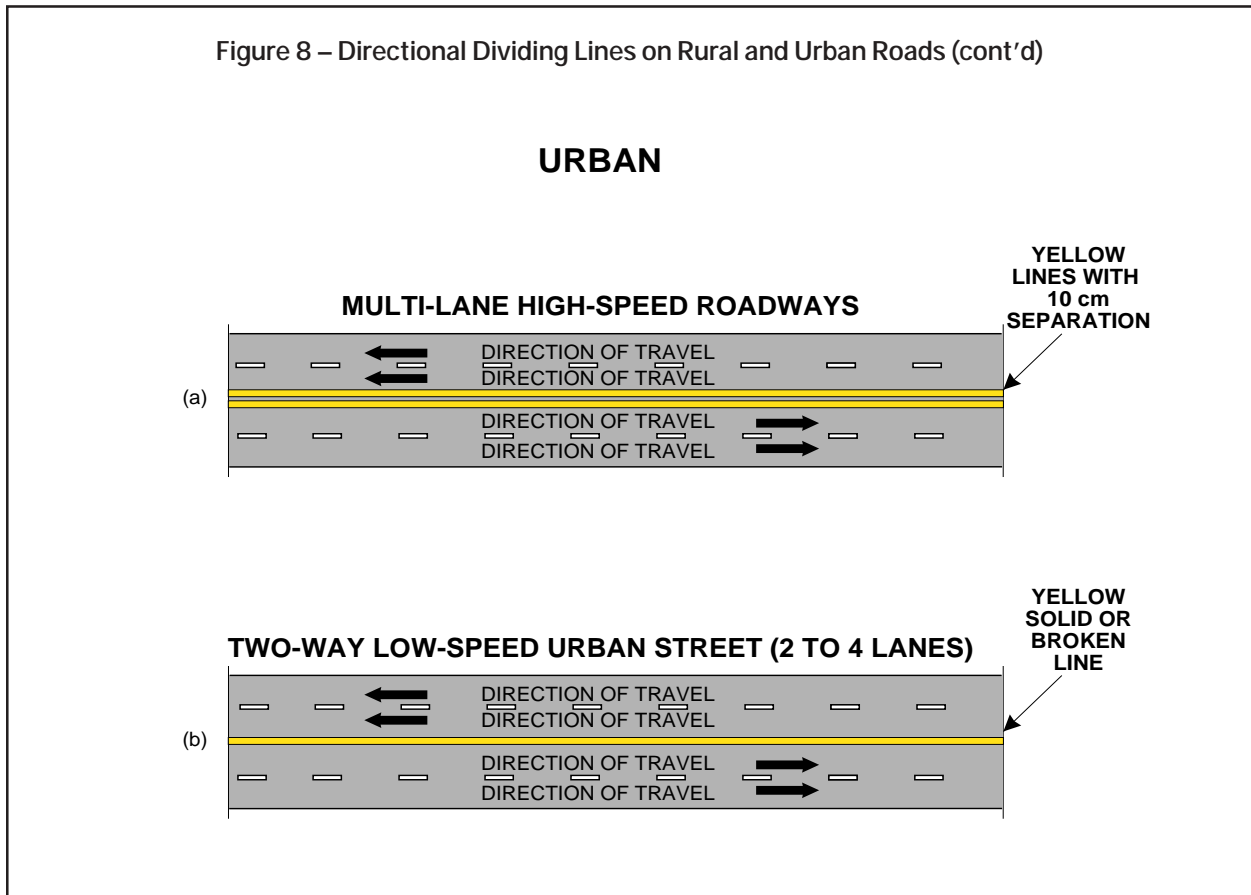 Figure 8 – Directional Dividing Lines on Rural and Urban Roads (cont'd)
URBAN
YELLOW
LINES WITH
10 cm
SEPARATION
MULTI-LANE HIGH-SPEED ROADWAYS
DIRECTION OF TRAVEL
DIRECTION OF TRAVEL
(a)
DIRECTION OF TRAVEL
DIRECTION OF TRAVEL
YELLOW
SOLID OR
BROKEN
LINE
TWO-WAY LOW-SPEED URBAN STREET (2 TO 4 LANES)
DIRECTION OF TRAVEL
DIRECTION OF TRAVEL
(b)
DIRECTION OF TRAVEL
DIRECTION OF TRAVEL